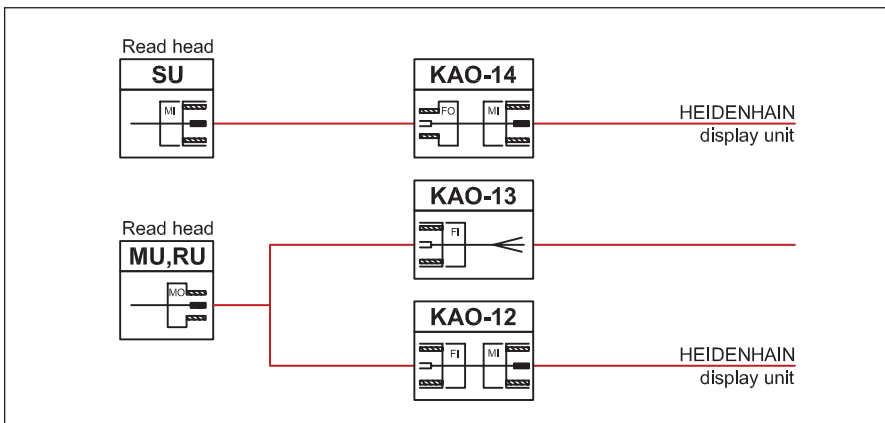 Read head
SU
MI
KAO-14
FO
MI
HEIDENHAIN
display unit
KAO-13
FI
Read head
MU,RU
MO
KAO-12
FI
MI
HEIDENHAIN
display unit